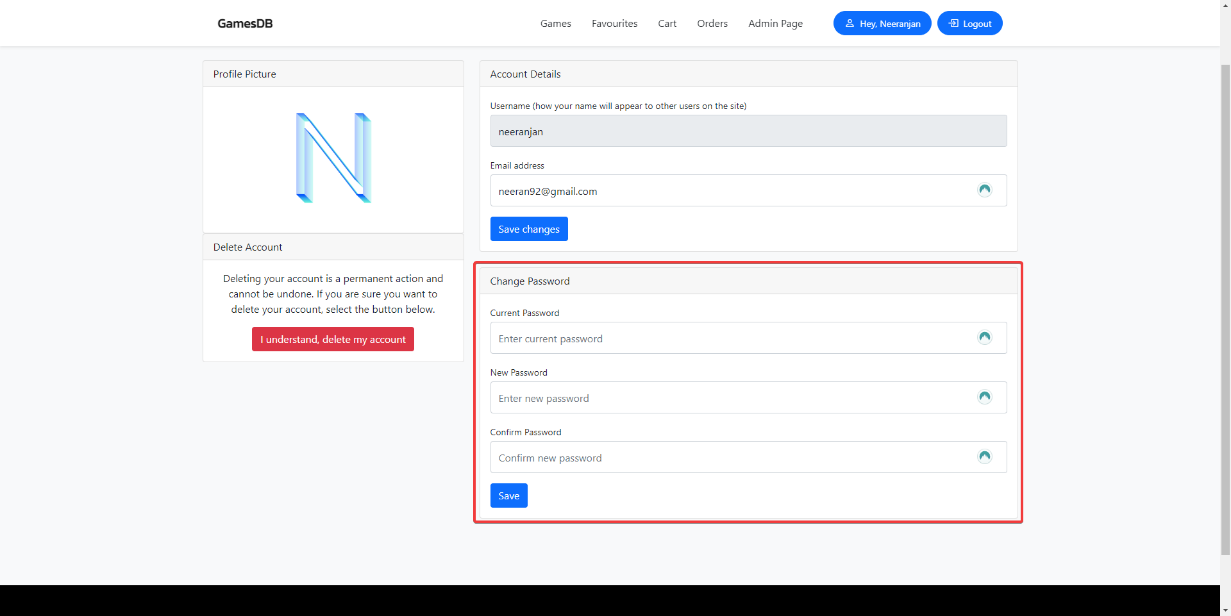 GamesDB
Games
Favourites
Cart
Orders
Admin Page
Hey, Neeranjan
Logout
Profile Picture
N
Delete Account
Deleting your account is a permanent action and
cannot be undone. If you are sure you want to
delete your account, select the button below.
I understand, delete my account
Account Details
Username (how your name will appear to other users on the site)
neeranjan
Email address
neeran92@gmail.com
Save changes
Change Password
Current Password
Enter current password
New Password
Enter new password
Confirm Password
Confirm new password
Save